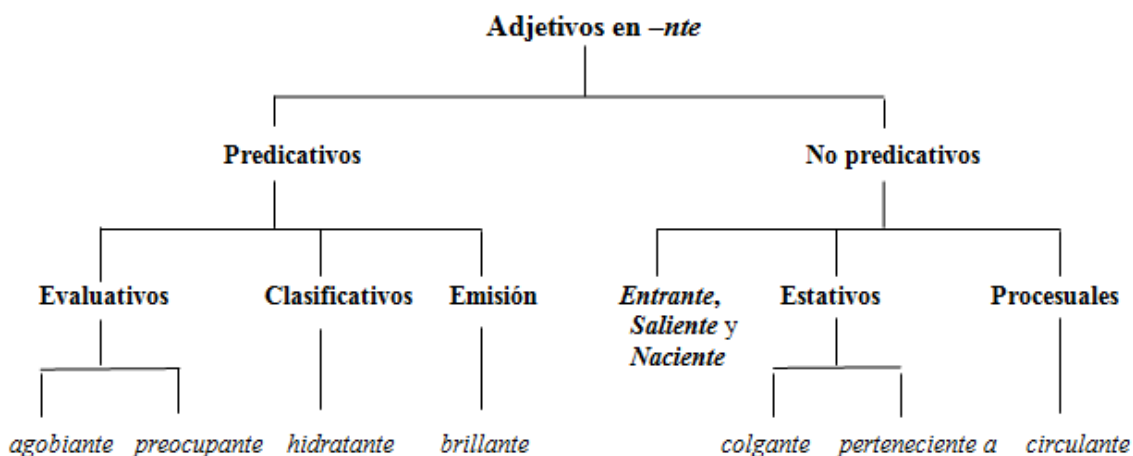 Adjetivos en –nte
Predicativos No predicativos
Evaluativos Clasificativos Emisión Entrante, Estativos Procesuales
Saliente y
Naciente
agobiante preocupante hidratante brillante colgante perteneciente a circulante